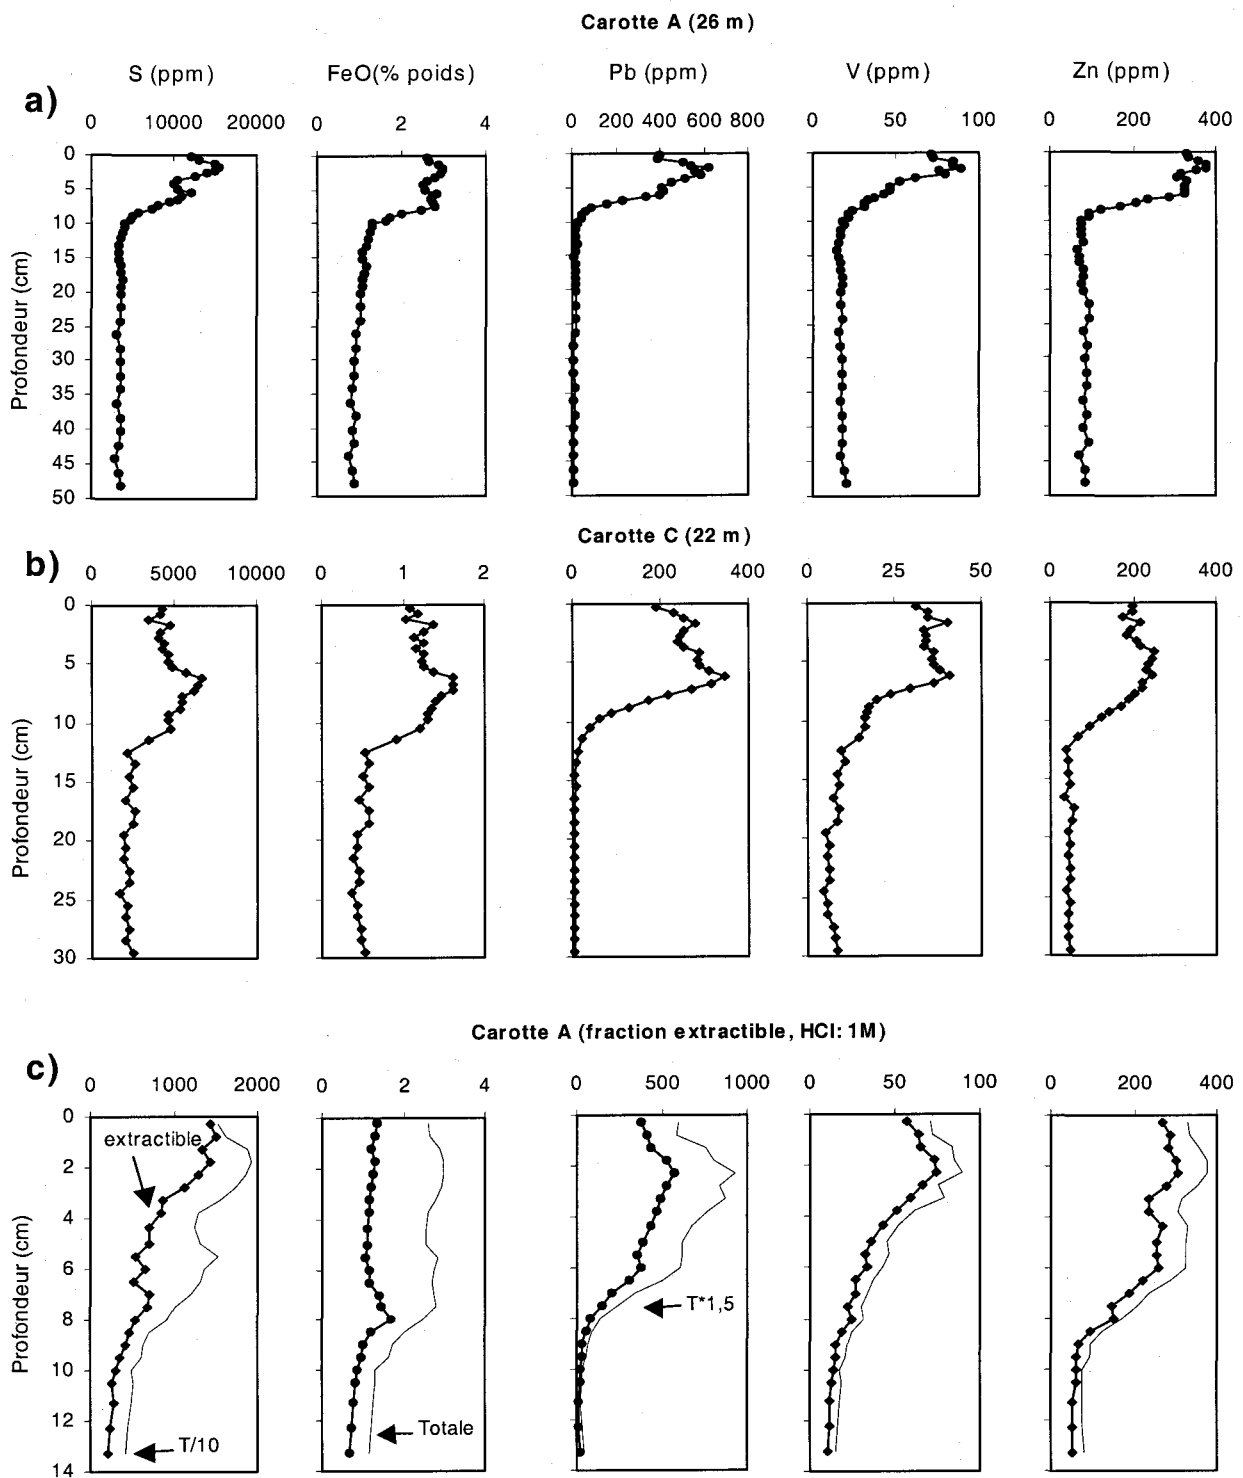 Carotte A (26 m)
S (ppm) FeO(% poids) Pb (ppm) V (ppm) Zn (ppm)
a)
0 10000 20000 0 2 4 0 200 400 600 800 0 50 100 0 200 400
0
5
10
15
20
25
30
35
40
45
50
Profondeur (cm)
Carotte C (22 m)
b)
0 5000 10000 0 1 2 0 200 400 0 25 50 0 200 400
0
5
10
15
20
25
30
Profondeur (cm)
Carotte A (fraction extractible, HCl: 1M)
c)
0 1000 2000 0 2 4 0 500 1000 0 50 100 0 200 400
0
2
4
6
8
10
12
14
Profondeur (cm)
extractible
T*1,5
Totale
T/10